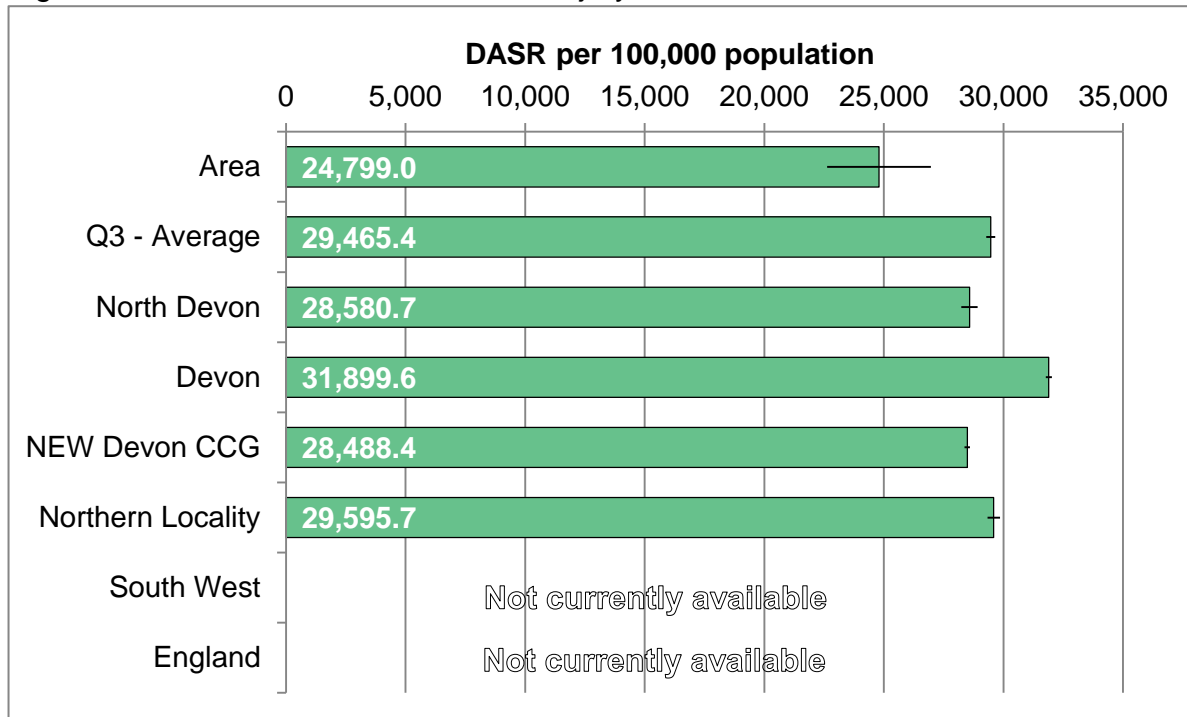 DASR per 100,000 population
0 5,000 10,000 15,000 20,000 25,000 30,000 35,000
Area 24,799.0
Q3 - Average 29,465.4
North Devon 28,580.7
Devon 31,899.6
NEW Devon CCG 28,488.4
Northern Locality 29,595.7
South West Not currently available
England Not currently available